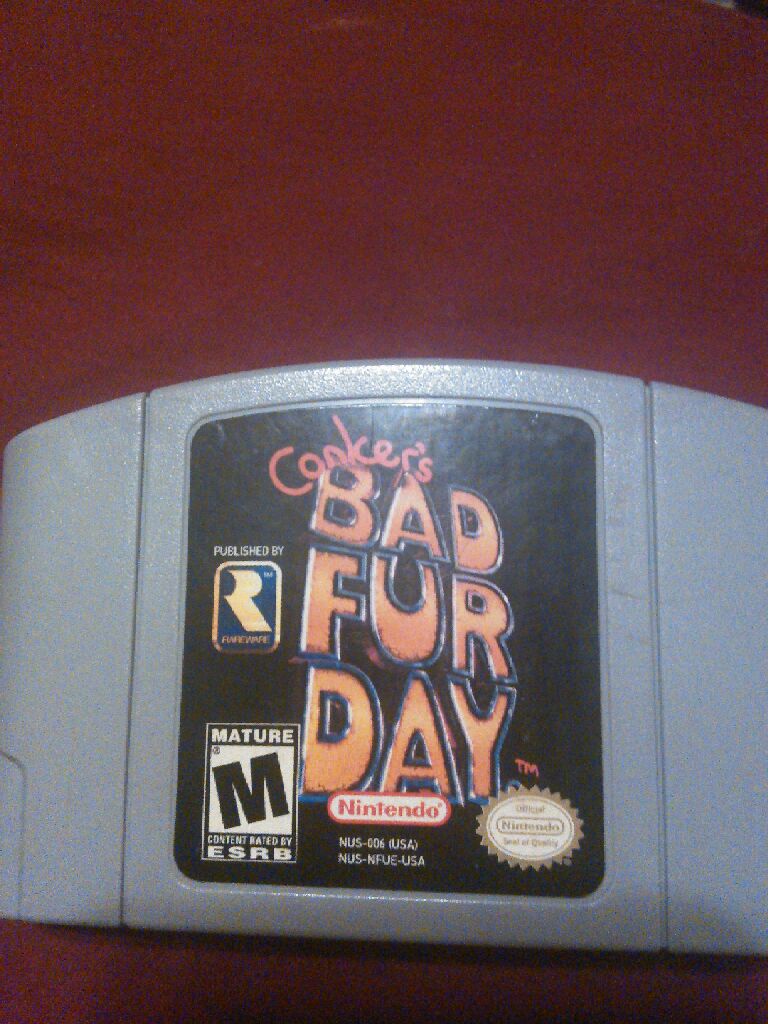 Conker's
BAD
FUR
DAY
TM
PUBLISHED BY
R
TM
RAREWARE
MATURE
®
M
CONTENT RATED BY
ESRB
Nintendo®
NUS-006 (USA)
NUS-NFUE-USA
Official
Nintendo
Seal of Quality